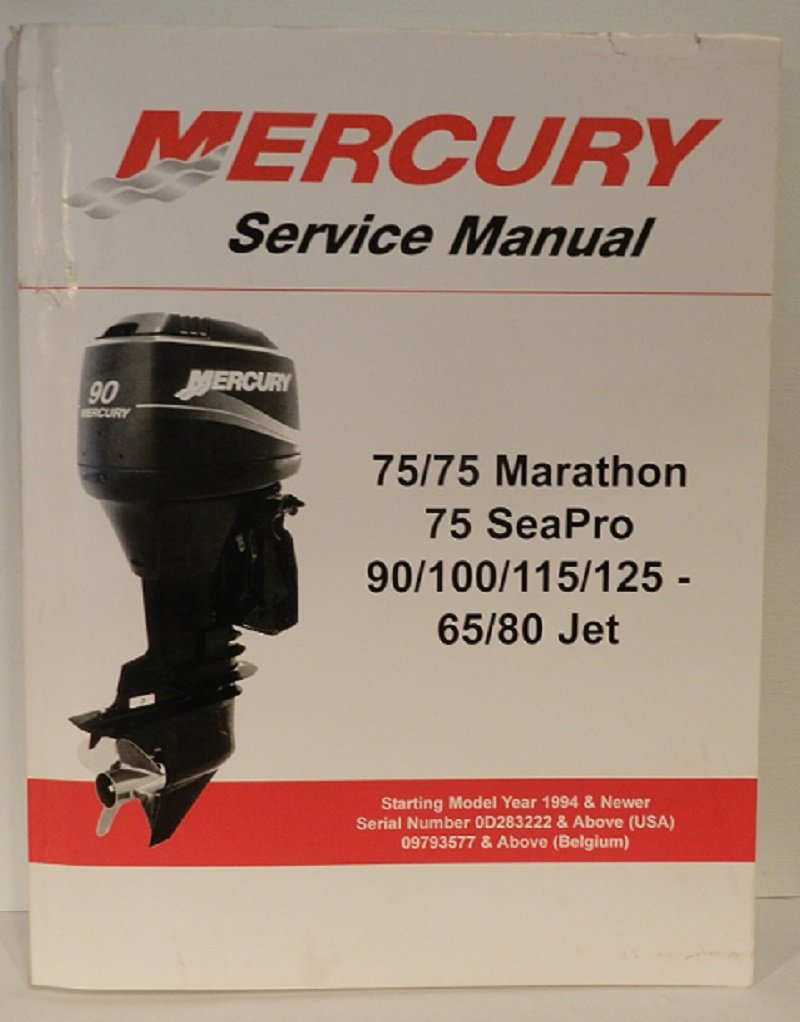 MERCURY
Service Manual
90
MERCURY
MERCURY
75/75 Marathon
75 SeaPro
90/100/115/125 -
65/80 Jet
Starting Model Year 1994 & Newer
Serial Number 0D283222 & Above (USA)
09793577 & Above (Belgium)